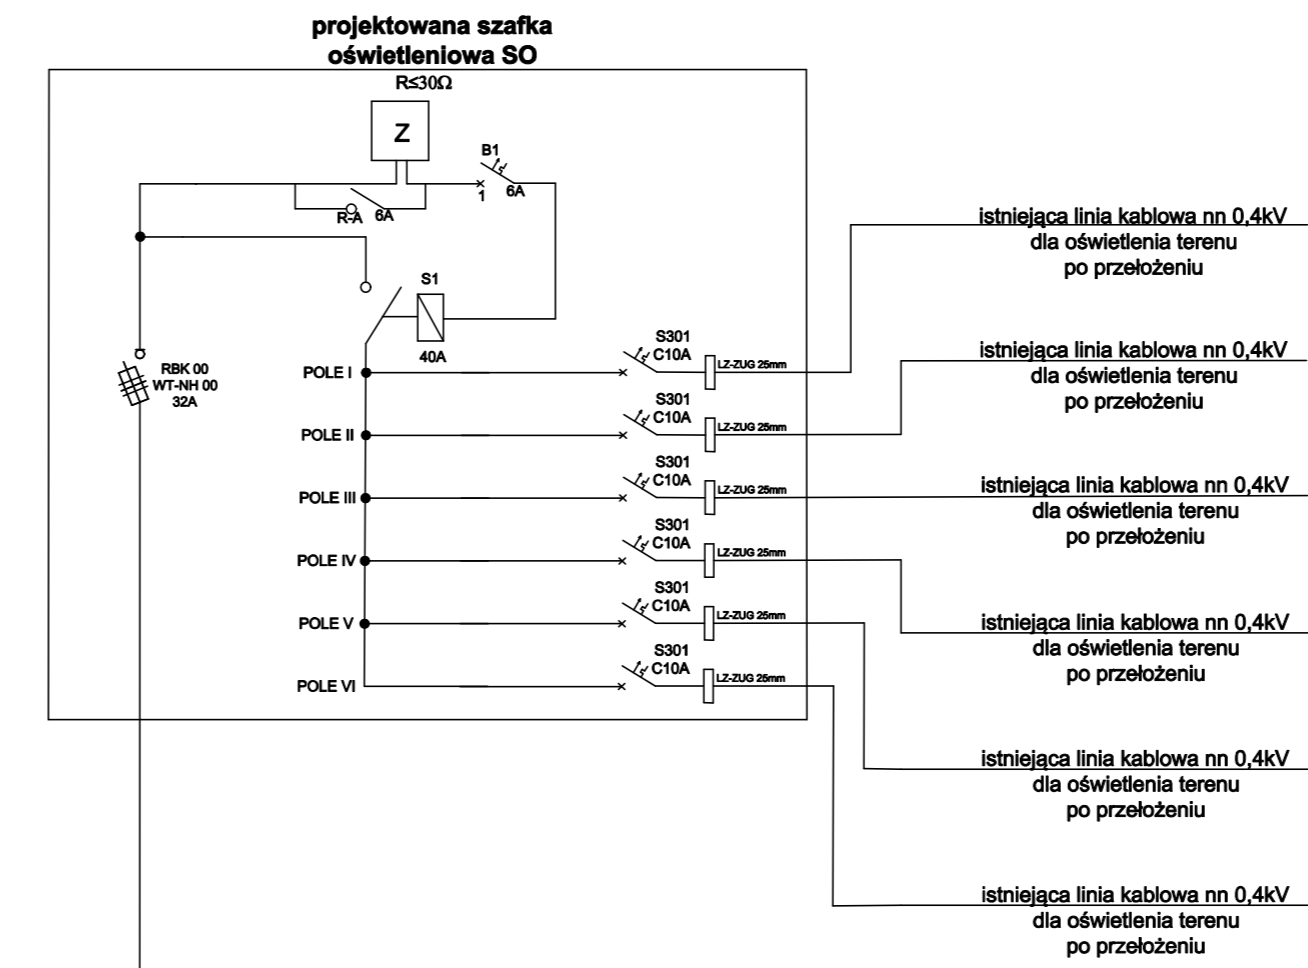 projektowana szafka
oświetleniowa SO
R≤30Ω
Z
B1
1
6A
R-A
6A
S1
40A
RBK 00
WT-NH 00
32A
POLE I
S301
C10A
LZ-ZUG 25mm
istniejąca linia kablowa nn 0,4kV
dla oświetlenia terenu
po przełożeniu
POLE II
S301
C10A
LZ-ZUG 25mm
istniejąca linia kablowa nn 0,4kV
dla oświetlenia terenu
po przełożeniu
POLE III
S301
C10A
LZ-ZUG 25mm
istniejąca linia kablowa nn 0,4kV
dla oświetlenia terenu
po przełożeniu
POLE IV
S301
C10A
LZ-ZUG 25mm
istniejąca linia kablowa nn 0,4kV
dla oświetlenia terenu
po przełożeniu
POLE V
S301
C10A
LZ-ZUG 25mm
istniejąca linia kablowa nn 0,4kV
dla oświetlenia terenu
po przełożeniu
POLE VI
S301
C10A
LZ-ZUG 25mm
istniejąca linia kablowa nn 0,4kV
dla oświetlenia terenu
po przełożeniu